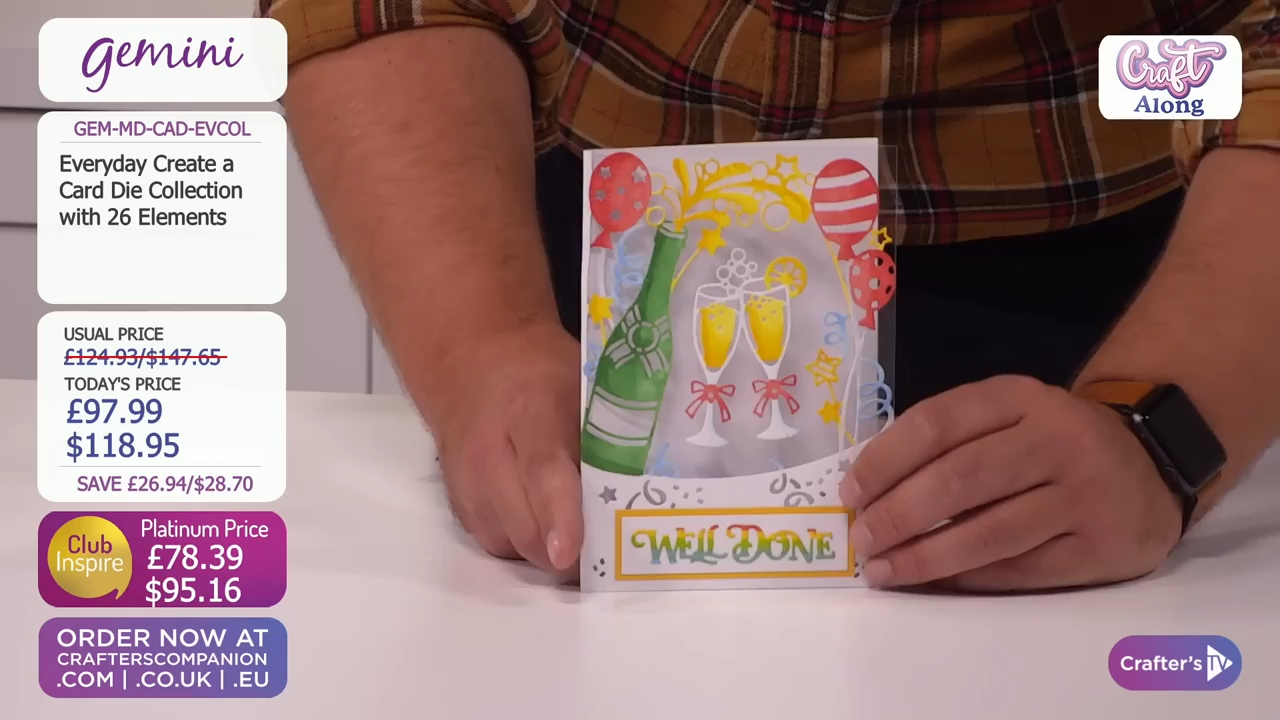 gemini
GEM-MD-CAD-EVCOL
Everyday Create a
Card Die Collection
with 26 Elements
USUAL PRICE
£124.93/$147.65
TODAY'S PRICE
£97.99
$118.95
SAVE £26.94/$28.70
Club
Inspire
Platinum Price
£78.39
$95.16
ORDER NOW AT
CRAFTERSCOMPANION
.COM | .CO.UK | .EU
WELL DONE
Craft
Along
Crafter's TV